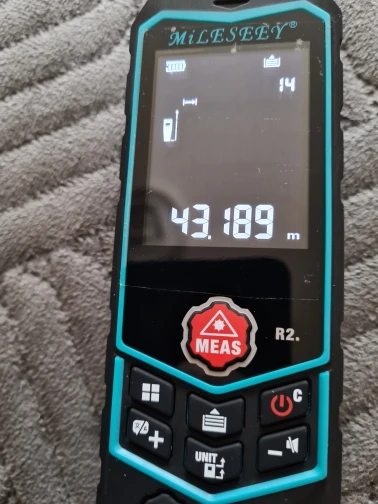 MiLESEEY®
14
43.189 m
MEAS
R2.
C
+
UNIT
-